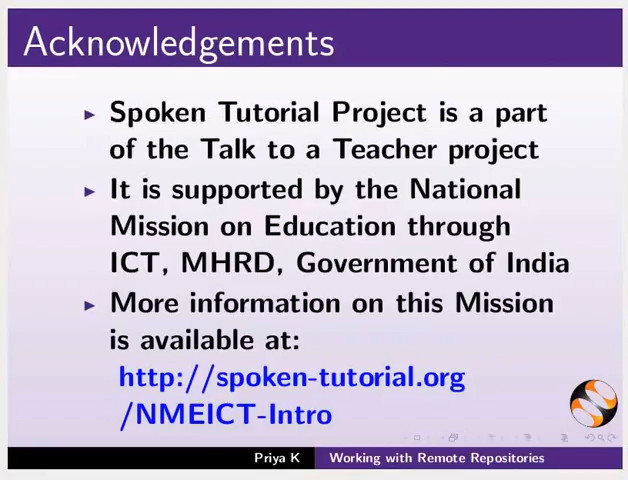 Acknowledgements
Spoken Tutorial Project is a part
of the Talk to a Teacher project
It is supported by the National
Mission on Education through
ICT, MHRD, Government of India
More information on this Mission
is available at:
http://spoken-tutorial.org
/NMEICT-Intro
Priya K Working with Remote Repositories